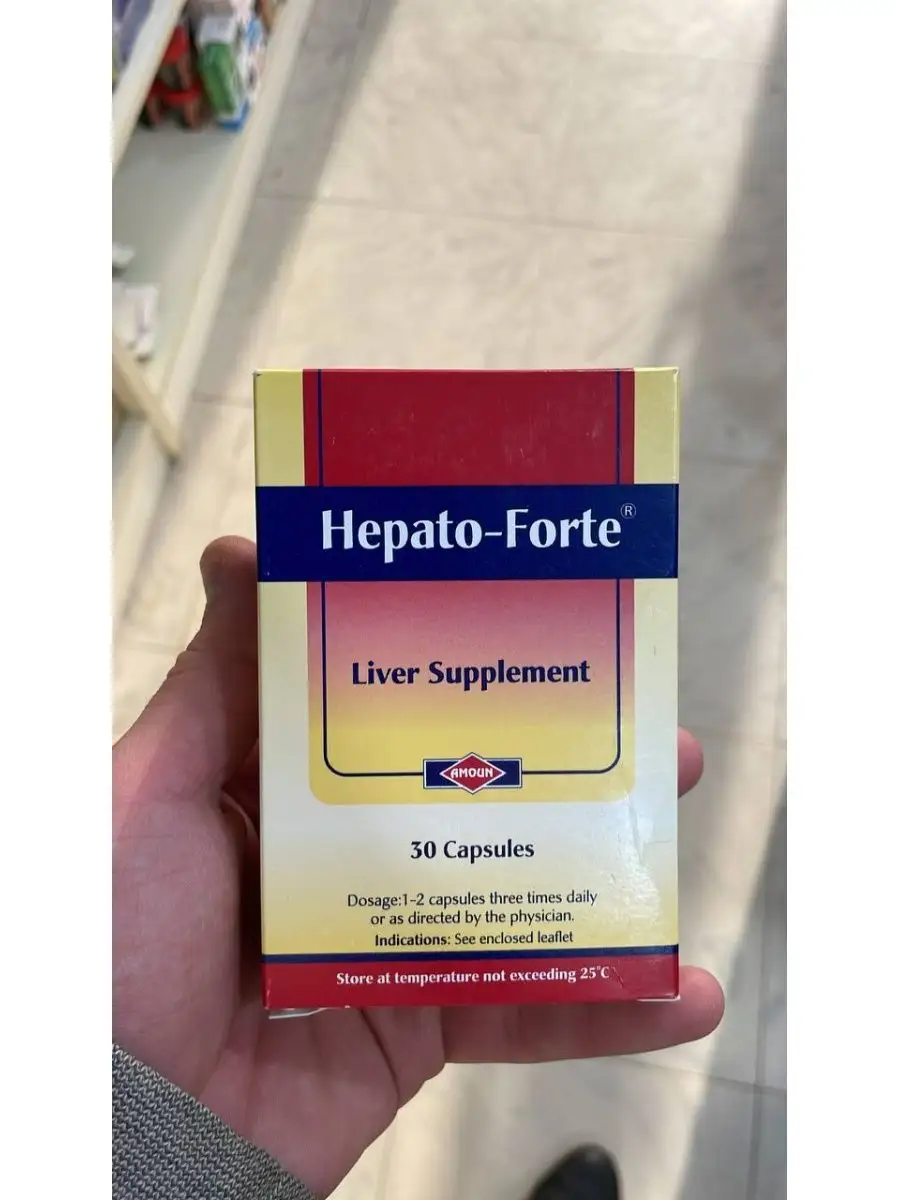 Hepato-Forte®
Liver Supplement
AMOUN
30 Capsules
Dosage:1-2 capsules three times daily
or as directed by the physician.
Indications: See enclosed leaflet
Store at temperature not exceeding 25°C